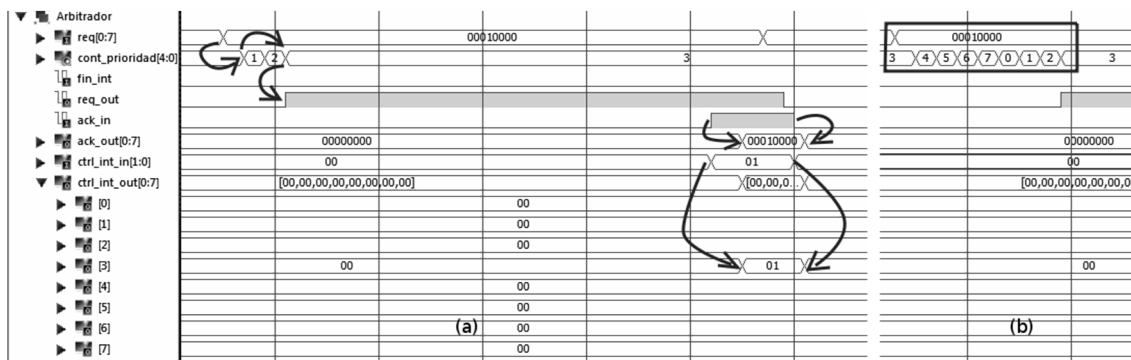 Arbitrador
req[0:7] 00010000 00010000
cont_prioridad[4:0] 1 2 3 3 4 5 6 7 0 1 2 3
fin_int
req_out
ack_in
ack_out[0:7] 00000000 00010000 00000000
ctrl_int_in[1:0] 00 01 00
ctrl_int_out[0:7] [00,00,00,00,00,00,00,00] [00,00,0... [00,00,00,00,00,00,0
[0] 00
[1] 00
[2] 00
[3] 00 01 00
[4] 00
[5] 00
[6] 00
[7] 00
(a) (b)